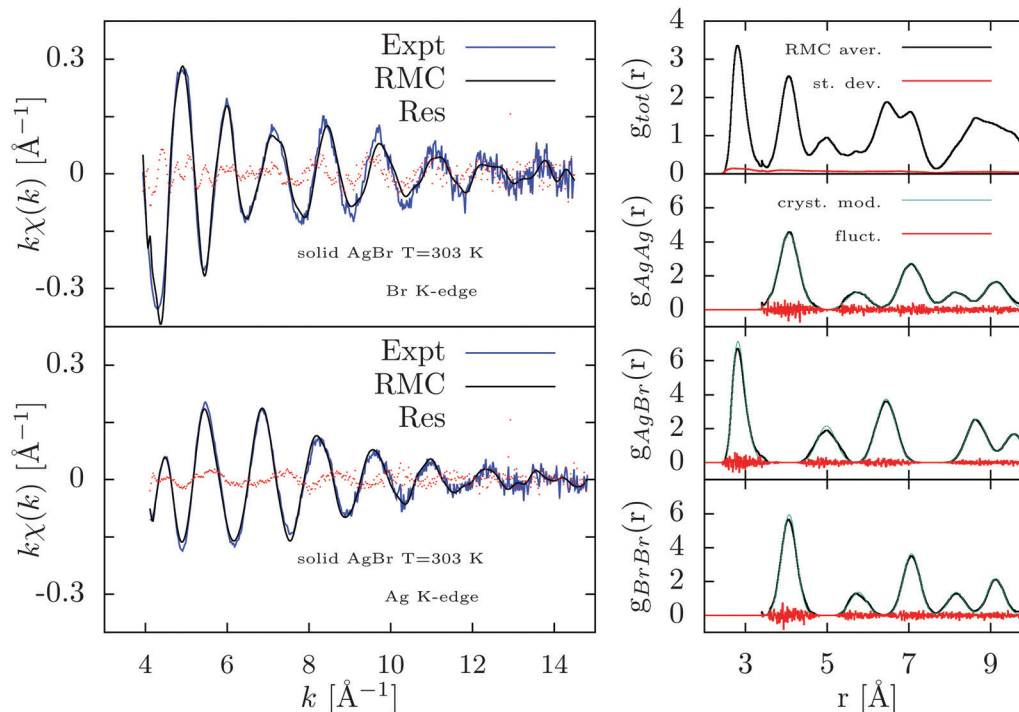 0.3
0
-0.3
kχ(k) [Å⁻¹]
Expt
RMC
Res
solid AgBr T=303 K
Br K-edge
0.3
0
-0.3
kχ(k) [Å⁻¹]
Expt
RMC
Res
solid AgBr T=303 K
Ag K-edge
4 6 8 10 12 14
k [Å⁻¹]
4
3
2
1
0
g_tot(r)
RMC aver.
st. dev.
6
4
2
0
g_AgAg(r)
cryst. mod.
fluct.
6
4
2
0
g_AgBr(r)
6
4
2
0
g_BrBr(r)
3 5 7 9
r [Å]